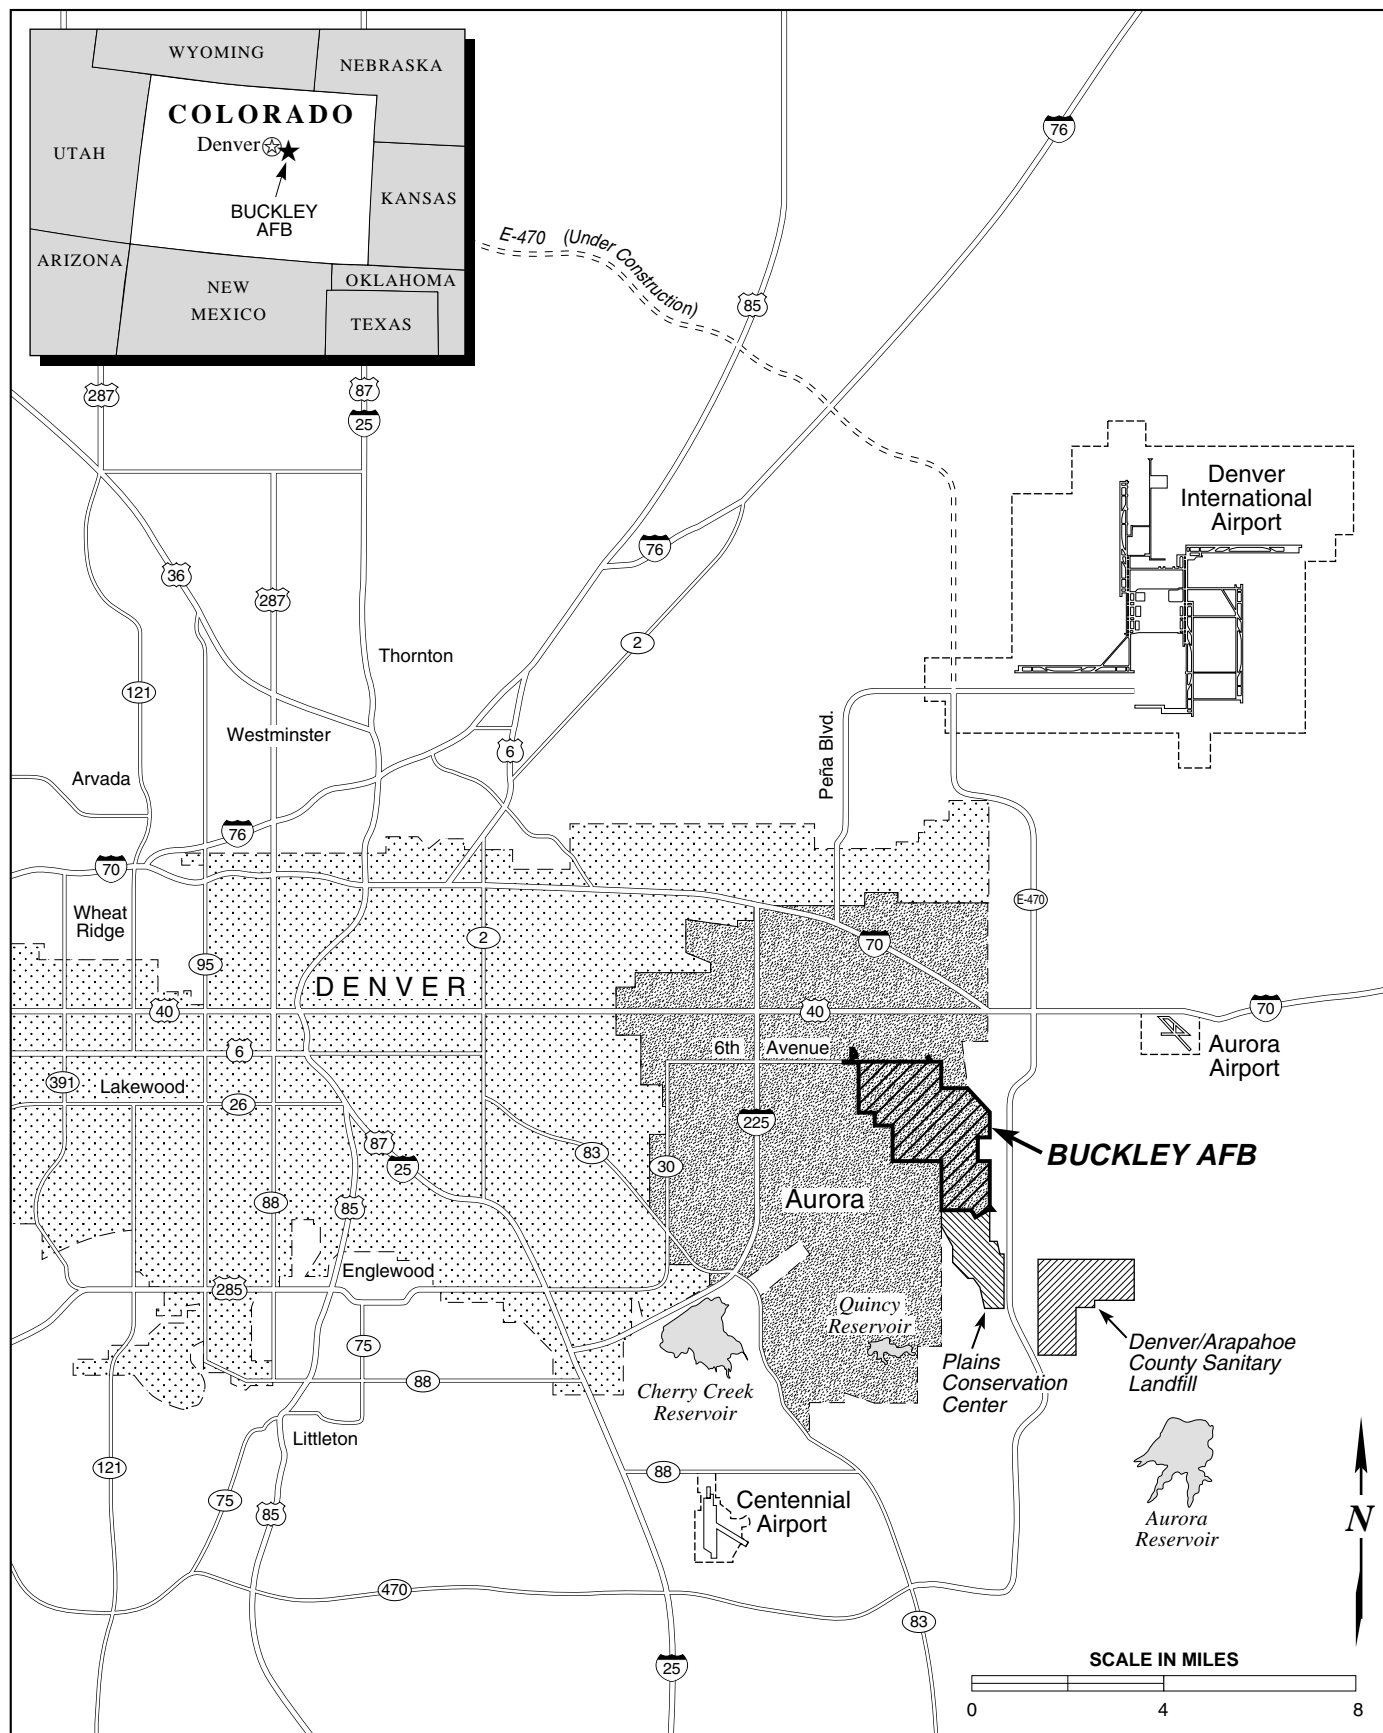 WYOMING
NEBRASKA
COLORADO
Denver
UTAH
KANSAS
BUCKLEY
AFB
ARIZONA
NEW
MEXICO
OKLAHOMA
TEXAS
76
E-470 (Under Construction)
85
287
87
25
Denver
International
Airport
76
36
287
2
Thornton
121
Westminster
6
Peña Blvd.
Arvada
76
70
E-470
Wheat
Ridge
2
70
95
DENVER
40
40
70
6
6th Avenue
Aurora
Airport
391
Lakewood
26
225
87
25
83
30
BUCKLEY AFB
88
85
Aurora
Englewood
285
Quincy
Reservoir
75
Plains
Conservation
Center
Denver/Arapahoe
County Sanitary
Landfill
88
Cherry Creek
Reservoir
Littleton
121
88
75
85
Centennial
Airport
Aurora
Reservoir
N
470
83
25
SCALE IN MILES
0 4 8